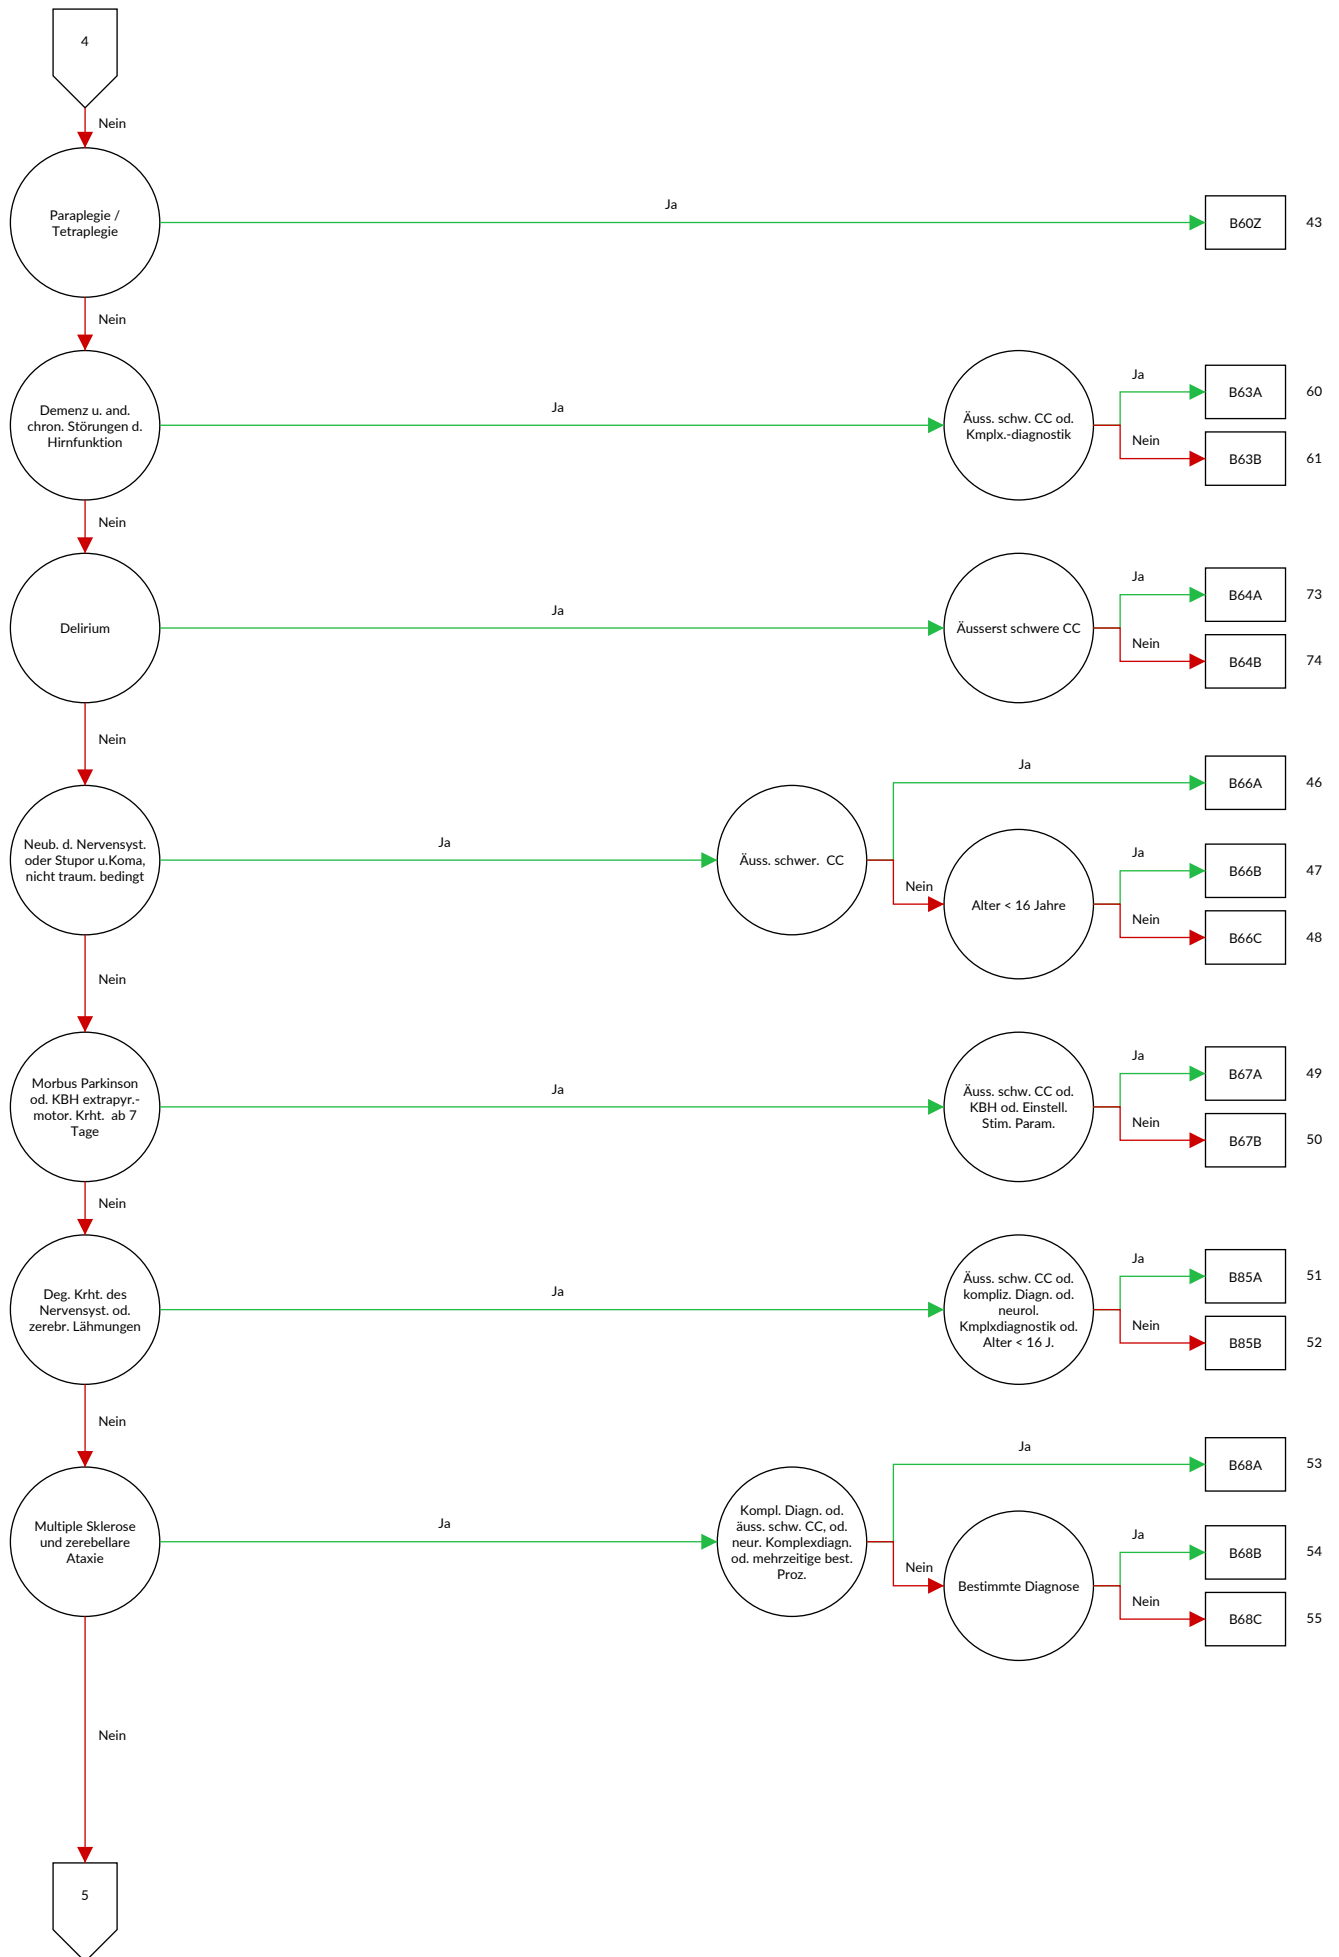 4
Nein
Paraplegie /
Tetraplegie
Ja
B60Z
43
Nein
Demenz u. and.
chron. Störungen d.
Hirnfunktion
Ja
Äuss. schw. CC od.
Kmplx.-diagnostik
Ja
B63A
60
Nein
B63B
61
Nein
Delirium
Ja
Äusserst schwere CC
Ja
B64A
73
Nein
B64B
74
Nein
Neub. d. Nervensyst.
oder Stupor u.Koma,
nicht traum. bedingt
Ja
Äuss. schwer. CC
Ja
B66A
46
Nein
Alter < 16 Jahre
Ja
B66B
47
Nein
B66C
48
Nein
Morbus Parkinson
od. KBH extrapyr.-
motor. Krht. ab 7
Tage
Ja
Äuss. schw. CC od.
KBH od. Einstell.
Stim. Param.
Ja
B67A
49
Nein
B67B
50
Nein
Deg. Krht. des
Nervensyst. od.
zerebr. Lähmungen
Ja
Äuss. schw. CC od.
kompliz. Diagn. od.
neurol.
Kmplxdiagnostik od.
Alter < 16 J.
Ja
B85A
51
Nein
B85B
52
Nein
Multiple Sklerose
und zerebellare
Ataxie
Ja
Kompl. Diagn. od.
äuss. schw. CC, od.
neur. Komplexdiagn.
od. mehrzeitige best.
Proz.
Ja
B68A
53
Nein
Bestimmte Diagnose
Ja
B68B
54
Nein
B68C
55
Nein
5